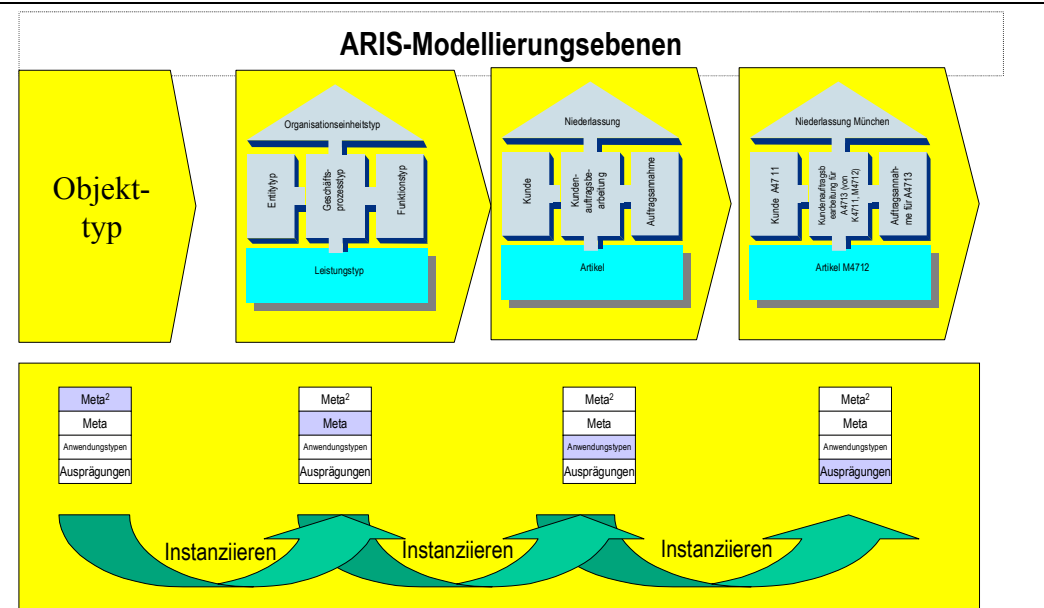 ARIS-Modellierungsebenen
Objekt-
typ
Organisationseinheitstyp
Entitytyp
Geschäfts-
prozesstyp
Funktionstyp
Leistungstyp
Niederlassung
Kunde
Kunden-
auftragsbe-
arbeitung
Auftragsannahme
Artikel
Niederlassung München
Kunde A47 11
Kundenauftragsb
earbeitung für
A4713 (von
K4711, M4712)
Auftragsannah-
me für A4713
Artikel M4712
Meta²
Meta
Anwendungstypen
Ausprägungen
Meta²
Meta
Anwendungstypen
Ausprägungen
Meta²
Meta
Anwendungstypen
Ausprägungen
Meta²
Meta
Anwendungstypen
Ausprägungen
Instanziieren
Instanziieren
Instanziieren